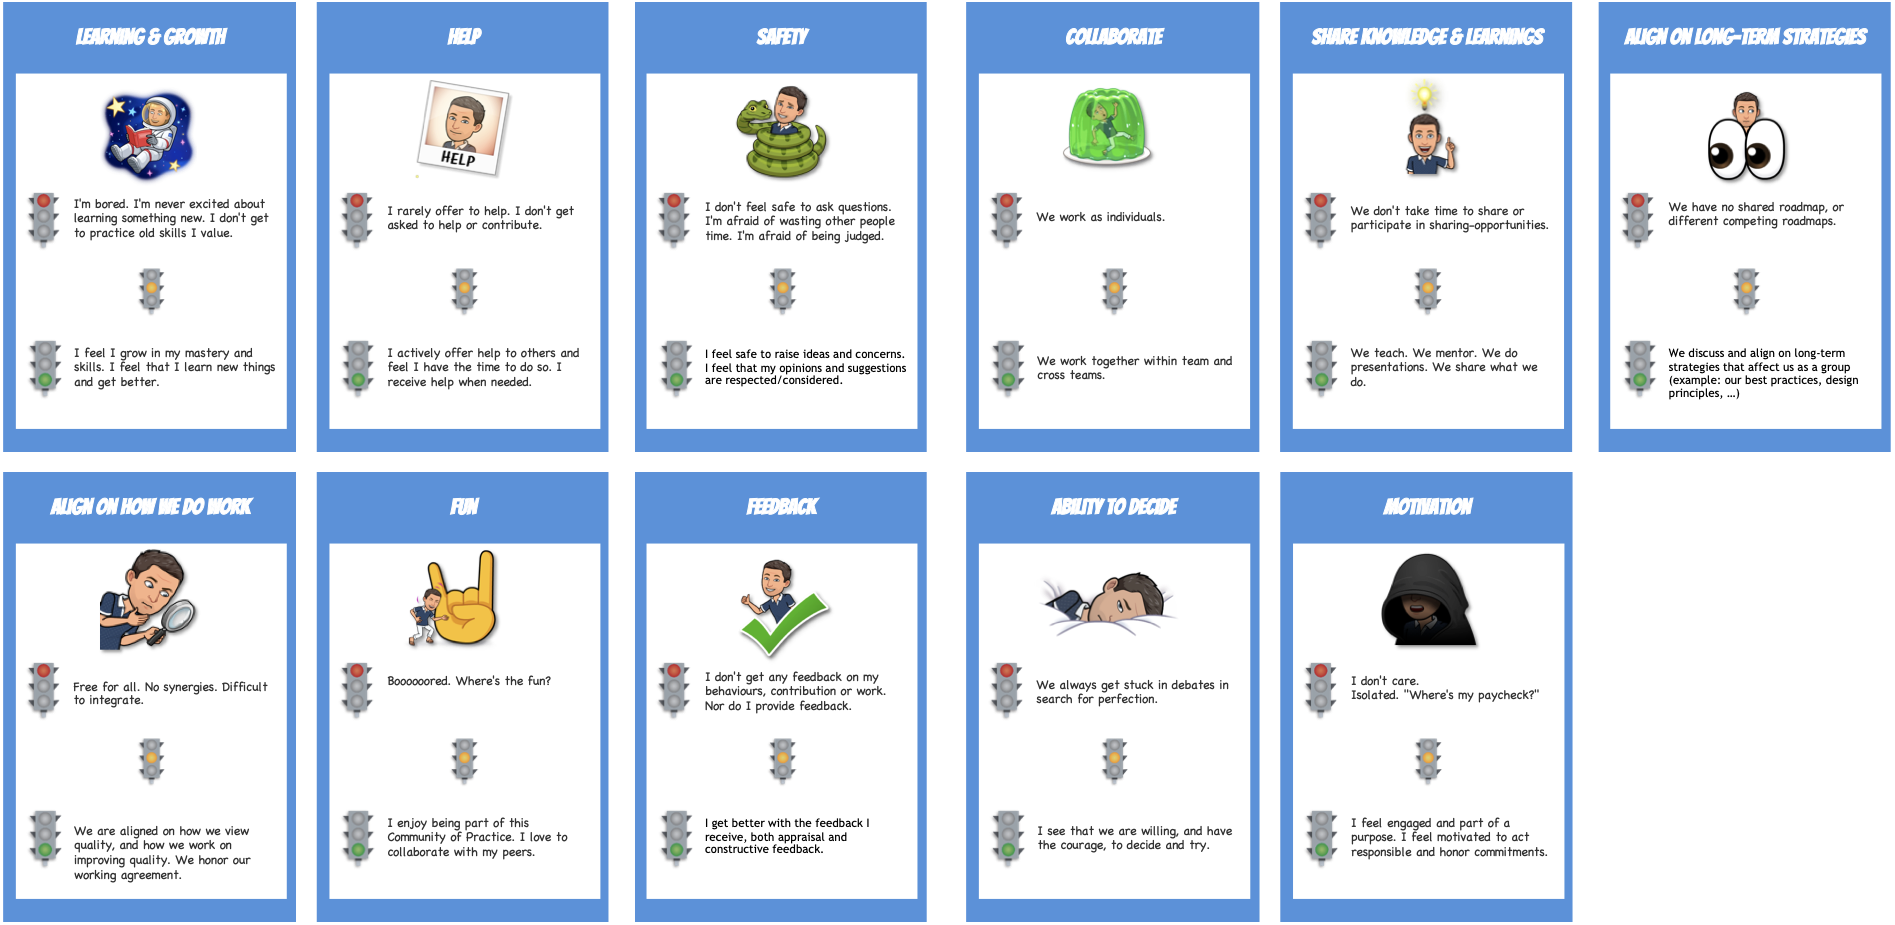 LEARNING & GROWTH
I'm bored. I'm never excited about
learning something new. I don't get
to practice old skills I value.
I feel I grow in my mastery and
skills. I feel that I learn new things
and get better.
HELP
HELP
I rarely offer to help. I don't get
asked to help or contribute.
I actively offer help to others and
feel I have the time to do so. I
receive help when needed.
SAFETY
I don't feel safe to ask questions.
I'm afraid of wasting other people
time. I'm afraid of being judged.
I feel safe to raise ideas and concerns.
I feel that my opinions and suggestions
are respected/considered.
COLLABORATE
We work as individuals.
We work together within team and
cross teams.
SHARE KNOWLEDGE & LEARNINGS
We don't take time to share or
participate in sharing-opportunities.
We teach. We mentor. We do
presentations. We share what we
do.
ALIGN ON LONG-TERM STRATEGIES
We have no shared roadmap, or
different competing roadmaps.
We discuss and align on long-term
strategies that affect us as a group
(example: our best practices, design
principles, ...)
ALIGN ON HOW WE DO WORK
Free for all. No synergies. Difficult
to integrate.
We are aligned on how we view
quality, and how we work on
improving quality. We honor our
working agreement.
FUN
Boooooored. Where's the fun?
I enjoy being part of this
Community of Practice. I love to
collaborate with my peers.
FEEDBACK
I don't get any feedback on my
behaviours, contribution or work.
Nor do I provide feedback.
I get better with the feedback I
receive, both appraisal and
constructive feedback.
ABILITY TO DECIDE
We always get stuck in debates in
search for perfection.
I see that we are willing, and have
the courage, to decide and try.
MOTIVATION
I don't care.
Isolated. "Where's my paycheck?"
I feel engaged and part of a
purpose. I feel motivated to act
responsible and honor commitments.